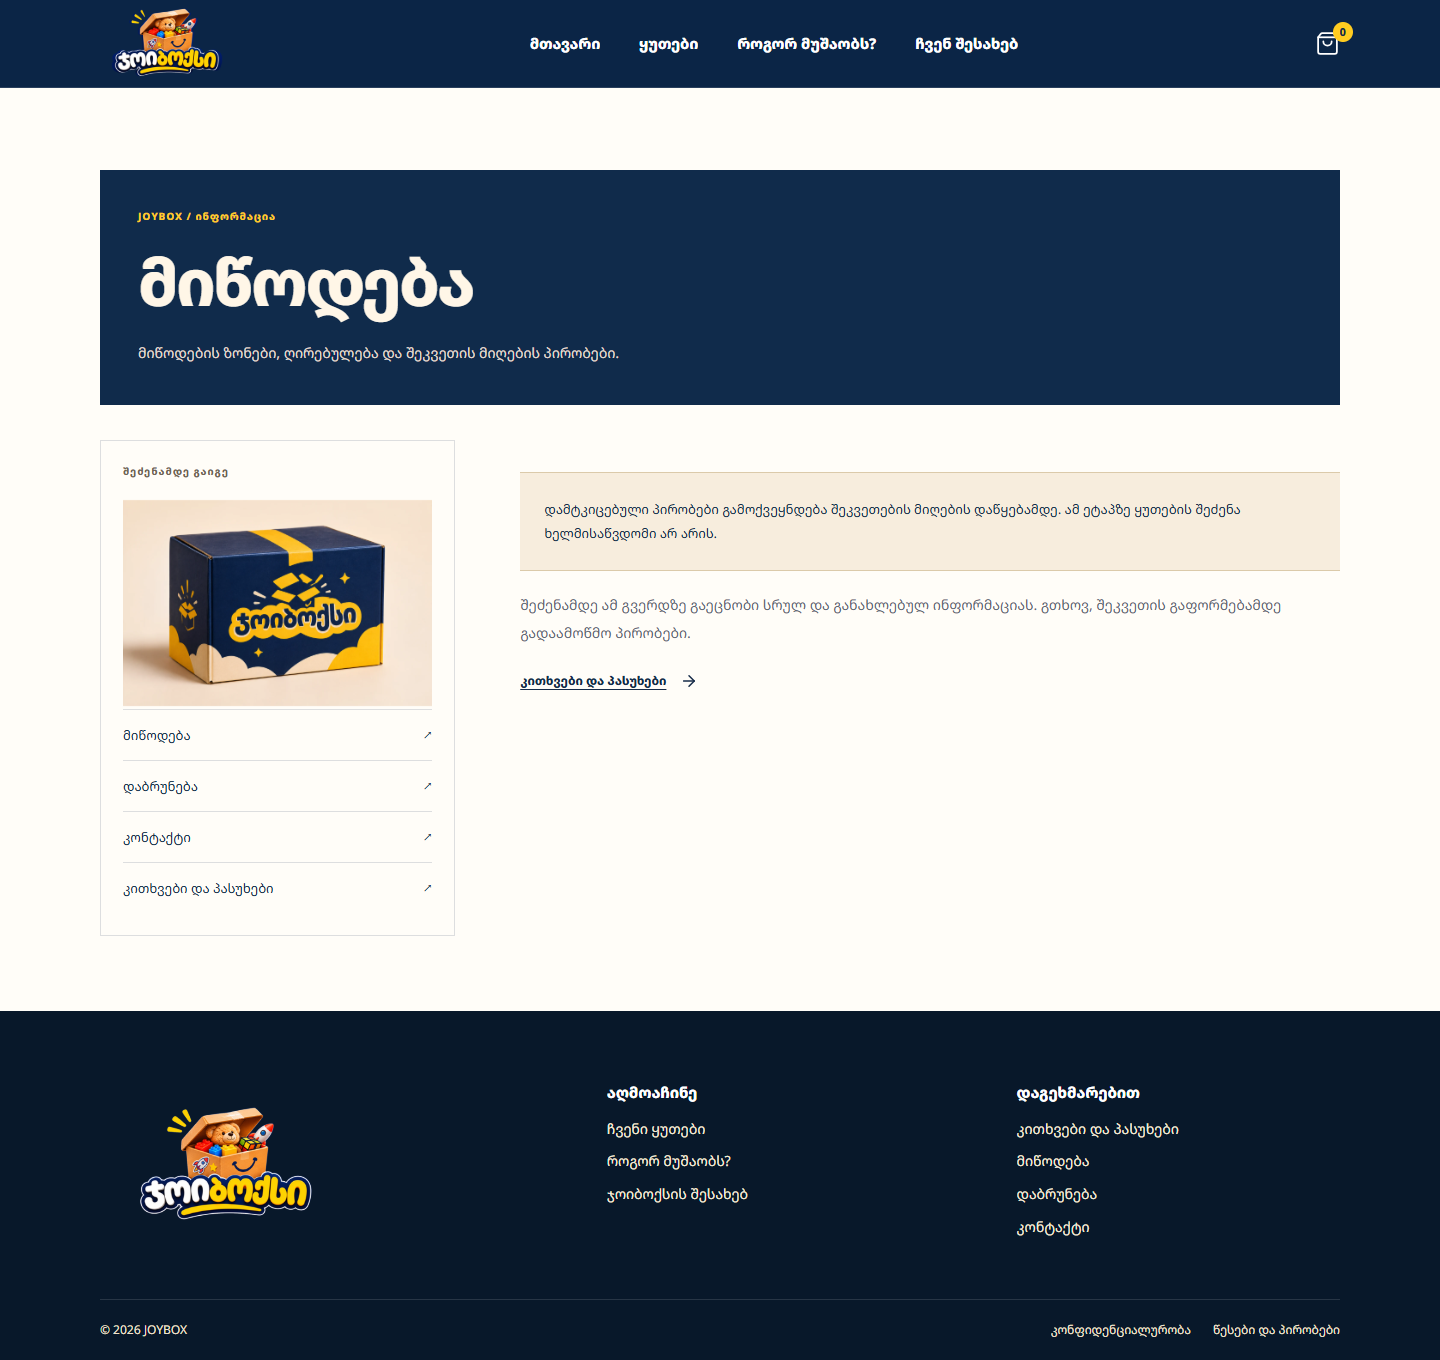 ჯოიბოქსი
მთავარი
ყუთები
როგორ მუშაობს?
ჩვენ შესახებ
0
JOYBOX / ინფორმაცია
მიწოდება
მიწოდების ზონები, ღირებულება და შეკვეთის მიღების პირობები.
შეძენამდე გაიგე
ჯოიბოქსი
მიწოდება
დაბრუნება
კონტაქტი
კითხვები და პასუხები
დამტკიცებული პირობები გამოქვეყნდება შეკვეთების მიღების დაწყებამდე. ამ ეტაპზე ყუთების შეძენა
ხელმისაწვდომი არ არის.
შეძენამდე ამ გვერდზე გაეცნობი სრულ და განახლებულ ინფორმაციას. გთხოვ, შეკვეთის გაფორმებამდე
გადაამოწმო პირობები.
კითხვები და პასუხები
ჯოიბოქსი
აღმოაჩინე
ჩვენი ყუთები
როგორ მუშაობს?
ჯოიბოქსის შესახებ
დაგეხმარებით
კითხვები და პასუხები
მიწოდება
დაბრუნება
კონტაქტი
© 2026 JOYBOX
კონფიდენციალურობა
წესები და პირობები